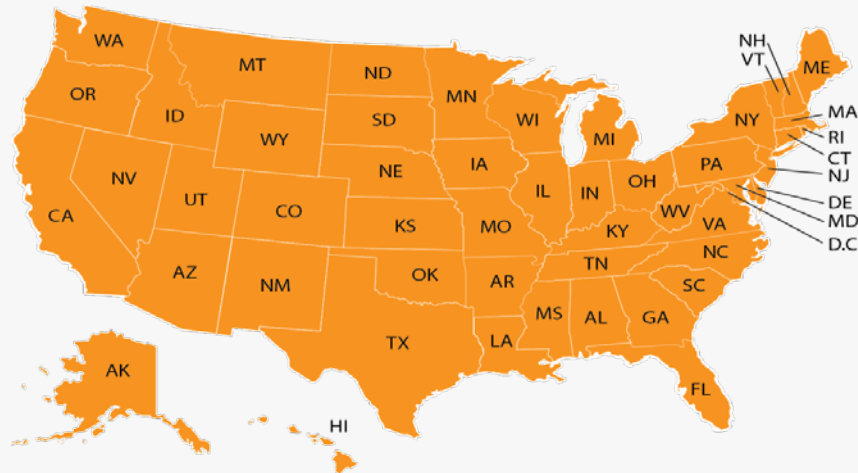 WA
MT
ND
MN
NH
VT
ME
OR
ID
SD
WI
MI
NY
MA
RI
CT
NJ
WY
IA
PA
NE
NV
UT
CO
IL
IN
OH
DE
MD
D.C
CA
KS
MO
WV
VA
KY
AZ
NM
OK
AR
TN
NC
SC
TX
LA
MS
AL
GA
AK
FL
HI